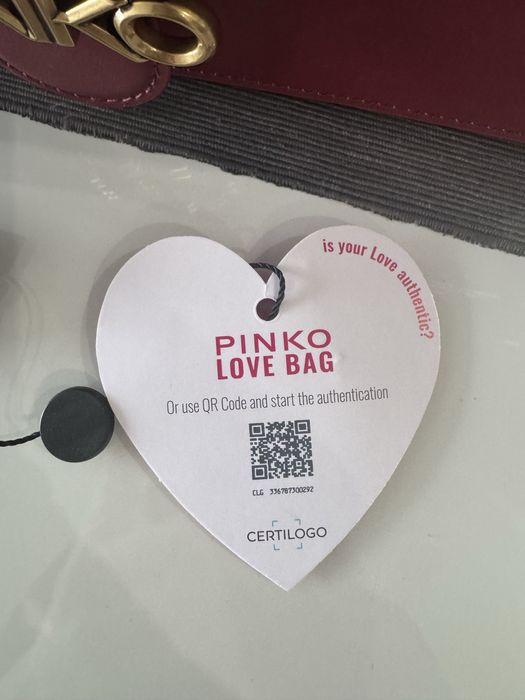 is your Love authentic?
PINKO
LOVE BAG
Or use QR Code and start the authentication
CLG 336787300292
CERTILOGO